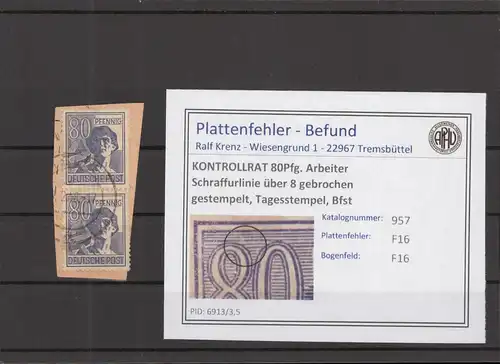 80
PFENNIG
DEUTSCHE POST
80
PFENNIG
DEUTSCHE POST
Plattenfehler - Befund
Ralf Krenz - Wiesengrund 1 - 22967 Tremsbüttel
KONTROLLRAT 80Pfg. Arbeiter
Schraffurlinie über 8 gebrochen
gestempelt, Tagesstempel, Bfst
Katalognummer: 957
Plattenfehler: F16
Bogenfeld: F16
80
PID: 6913/3,5